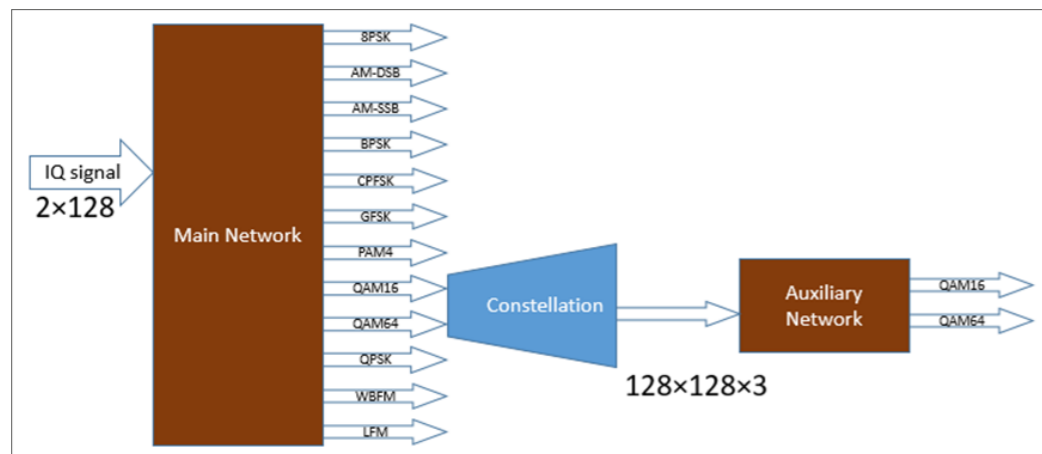 IQ signal
2×128
Main Network
8PSK
AM-DSB
AM-SSB
BPSK
CPFSK
GFSK
PAM4
QAM16
QAM64
QPSK
WBFM
LFM
Constellation
128×128×3
Auxiliary
Network
QAM16
QAM64